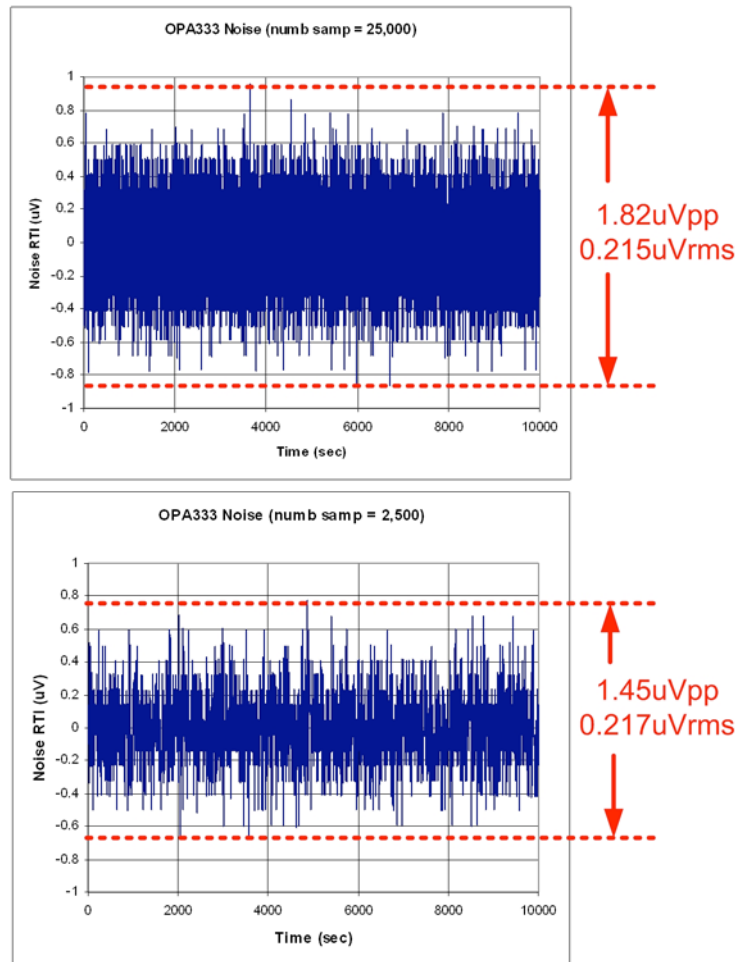 OPA333 Noise (numb samp = 25,000)
1
0.8
0.6
0.4
0.2
0
-0.2
-0.4
-0.6
-0.8
-1
Noise RTI (uV)
0 2000 4000 6000 8000 10000
Time (sec)
1.82uVpp
0.215uVrms
OPA333 Noise (numb samp = 2,500)
1
0.8
0.6
0.4
0.2
0
-0.2
-0.4
-0.6
-0.8
-1
Noise RTI (uV)
0 2000 4000 6000 8000 10000
Time (sec)
1.45uVpp
0.217uVrms